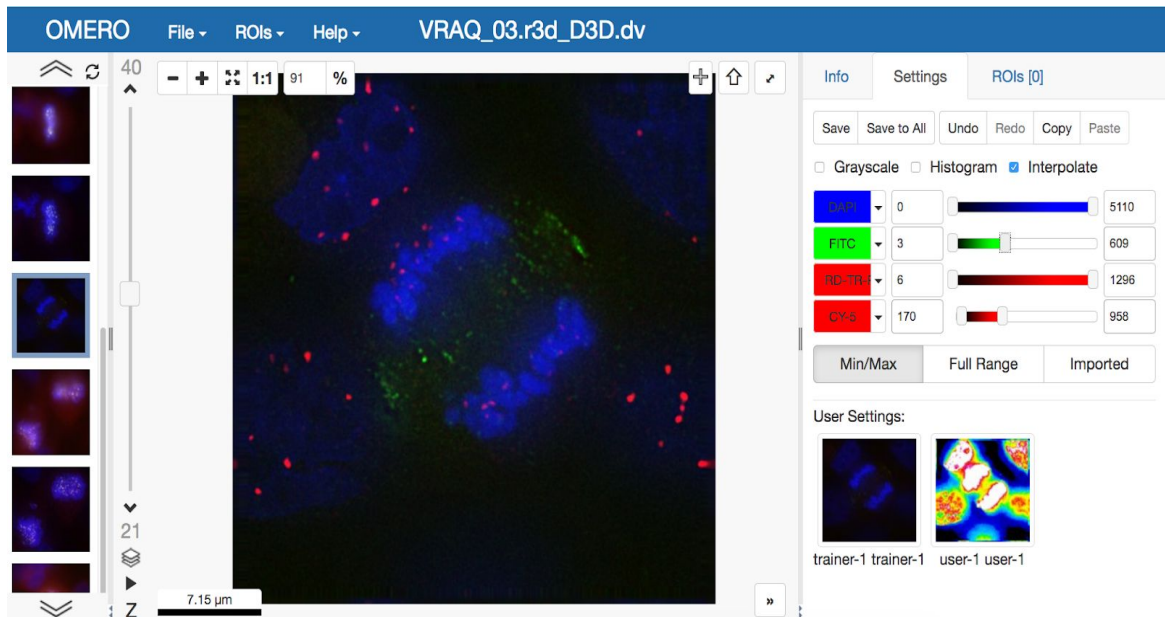 OMERO File ROIs Help VRAQ_03.r3d_D3D.dv
40
1:1 91 %
Info Settings ROIs [0]
Save Save to All Undo Redo Copy Paste
Grayscale Histogram Interpolate
DAPI 0 5110
FITC 3 609
RD-TR- 6 1296
CY-5 170 958
Min/Max Full Range Imported
User Settings:
trainer-1 trainer-1 user-1 user-1
21
Z
7.15 µm
»